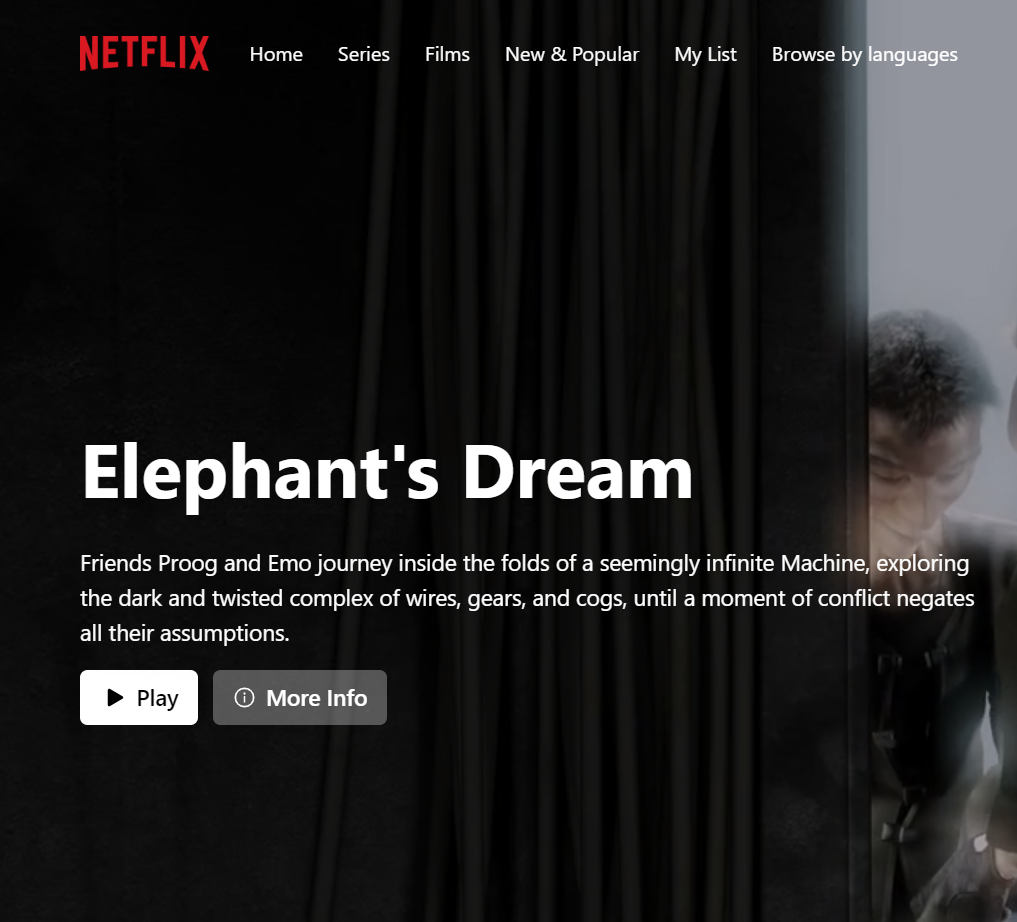 NETFLIX Home Series Films New & Popular My List Browse by languages
Elephant's Dream
Friends Proog and Emo journey inside the folds of a seemingly infinite Machine, exploring
the dark and twisted complex of wires, gears, and cogs, until a moment of conflict negates
all their assumptions.
Play More Info